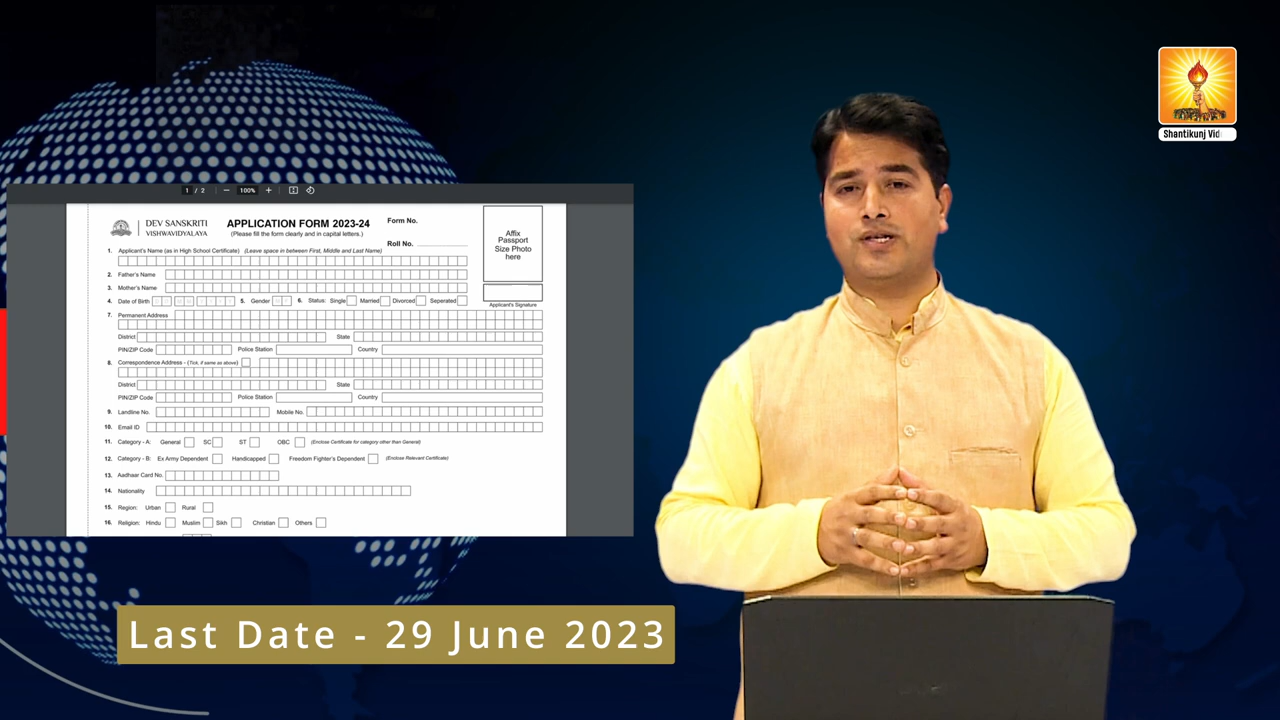 Shantikunj Vid
1 / 2 − 100% +
DEV SANSKRITI
VISHWAVIDYALAYA
APPLICATION FORM 2023-24
(Please fill the form clearly and in capital letters.)
Form No.
Roll No.
Affix
Passport
Size Photo
here
Applicant's Signature
1. Applicant's Name (as in High School Certificate) (Leave space in between First, Middle and Last Name)
2. Father's Name
3. Mother's Name
4. Date of Birth 5. Gender 6. Status: Single Married Divorced Seperated
7. Permanent Address
District State
PIN/ZIP Code Police Station Country
8. Correspondence Address - (Tick, if same as above)
District State
PIN/ZIP Code Police Station Country
9. Landline No. Mobile No.
10. Email ID
11. Category - A: General SC ST OBC (Enclose Certificate for category other than General)
12. Category - B: Ex Army Dependent Handicapped Freedom Fighter's Dependent (Enclose Relevant Certificate)
13. Aadhaar Card No.
14. Nationality
15. Region: Urban Rural
16. Religion: Hindu Muslim Sikh Christian Others
Last Date - 29 June 2023